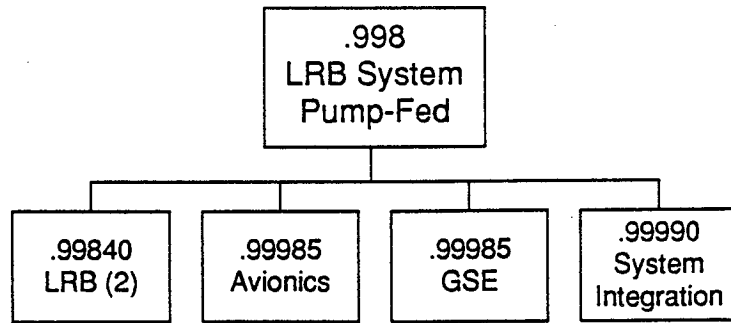 .998
LRB System
Pump-Fed
.99840
LRB (2)
.99985
Avionics
.99985
GSE
.99990
System
Integration